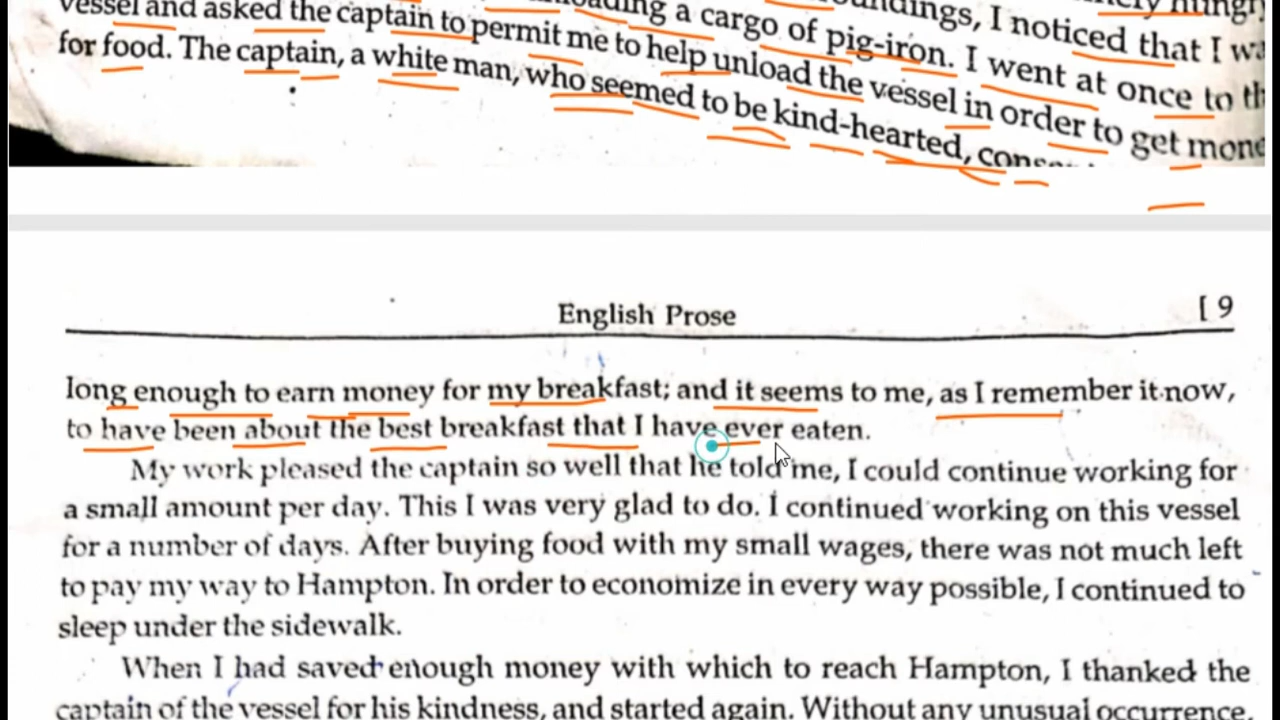 a cargo of pig-iron. I went at once to
vessel and asked the captain to permit me to help unload the vessel in order to get
for food. The captain, a white man, who seemed to be kind-hearted,
English Prose [ 9
long enough to earn money for my breakfast; and it seems to me, as I remember it now,
to have been about the best breakfast that I have ever eaten.
My work pleased the captain so well that he told me, I could continue working for
a small amount per day. This I was very glad to do. I continued working on this vessel
for a number of days. After buying food with my small wages, there was not much left
to pay my way to Hampton. In order to economize in every way possible, I continued to
sleep under the sidewalk.
When I had saved enough money with which to reach Hampton, I thanked the
captain of the vessel for his kindness, and started again. Without any unusual occurrence,